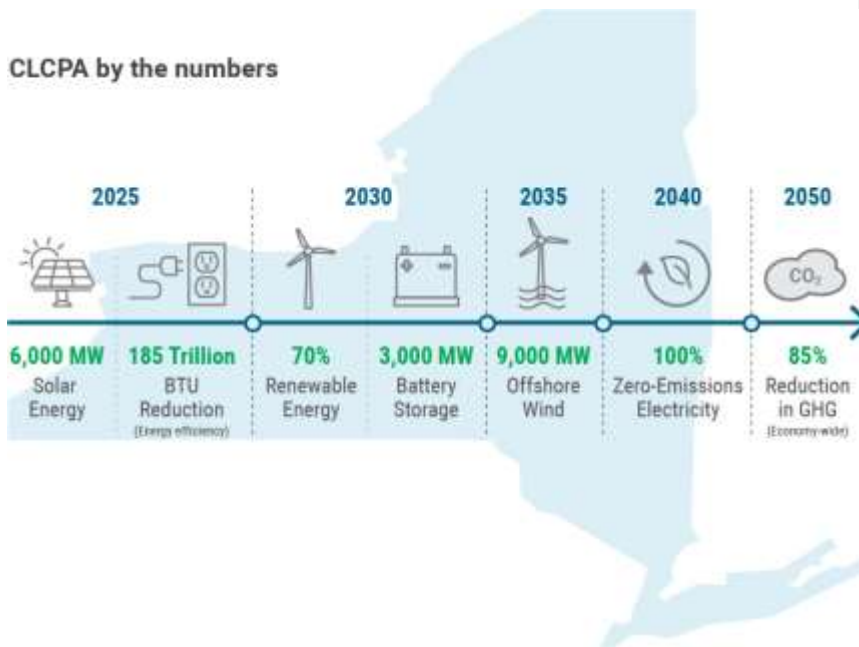 CLCPA by the numbers
2025
2030
2035
2040
2050
CO₂
6,000 MW
Solar
Energy
185 Trillion
BTU
Reduction
(Energy efficiency)
70%
Renewable
Energy
3,000 MW
Battery
Storage
9,000 MW
Offshore
Wind
100%
Zero-Emissions
Electricity
85%
Reduction
in GHG
(Economy-wide)